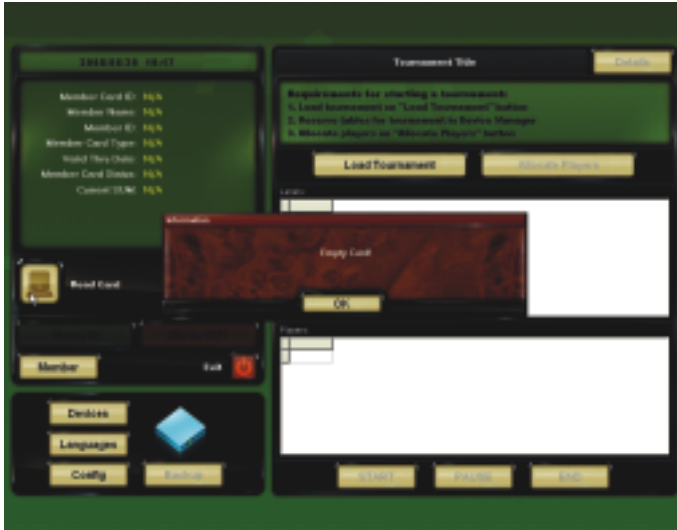 Tournament Title
Details
Member Card ID: N/A
Member Name: N/A
Member ID: N/A
Member Card Type: N/A
Valid Thru Date: N/A
Member Card Status: N/A
Current SUM: N/A
Requirements for starting a tournament:
1. Load tournament on "Load Tournament" button
2. Reserve tables for tournament in Device Manager
3. Allocate players on "Allocate Players" button
Load Tournament
Allocate Players
Levels
Information
Empty Card
OK
Read Card
Players
Member
Exit
Devices
Languages
Config
Backup
START
PAUSE
END